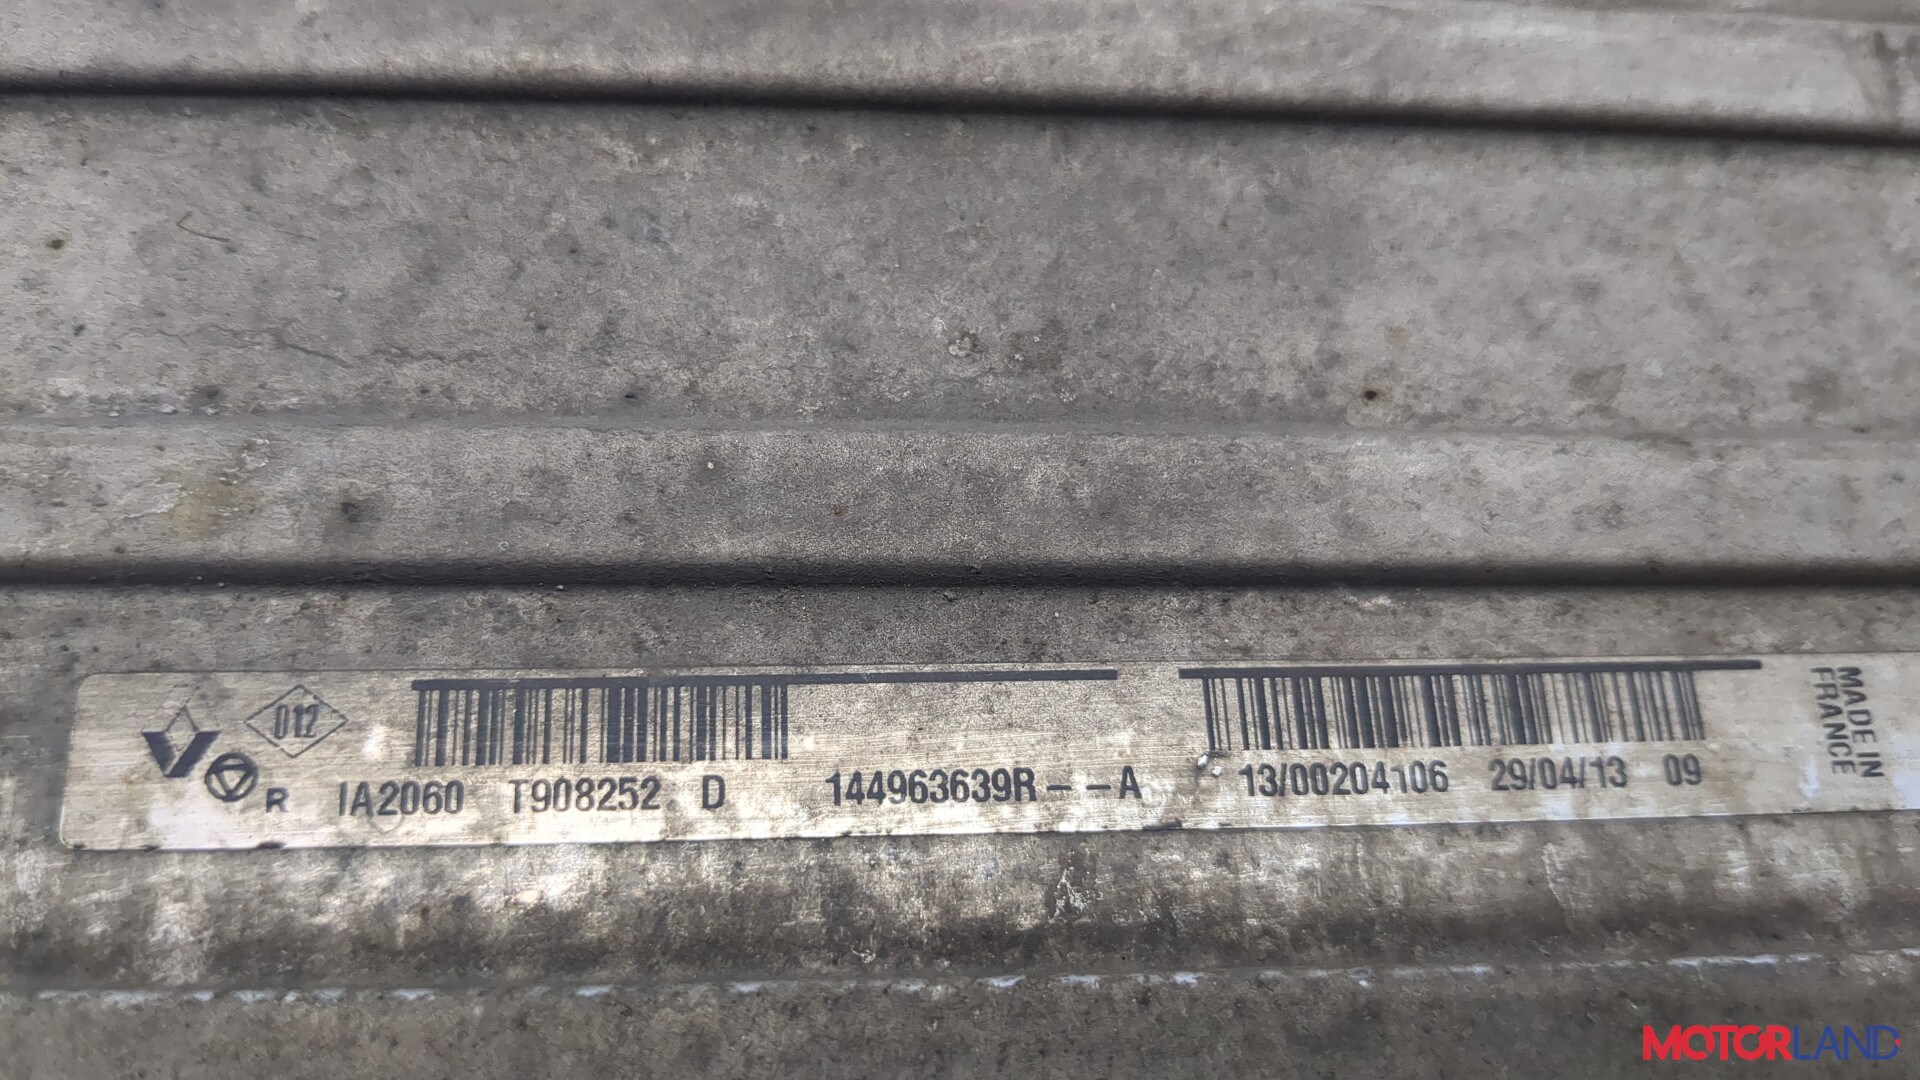 012
R IA2060 T908252 D 144963639R--A 13/00204106 29/04/13 09
MADE IN
FRANCE
MOTORLAND